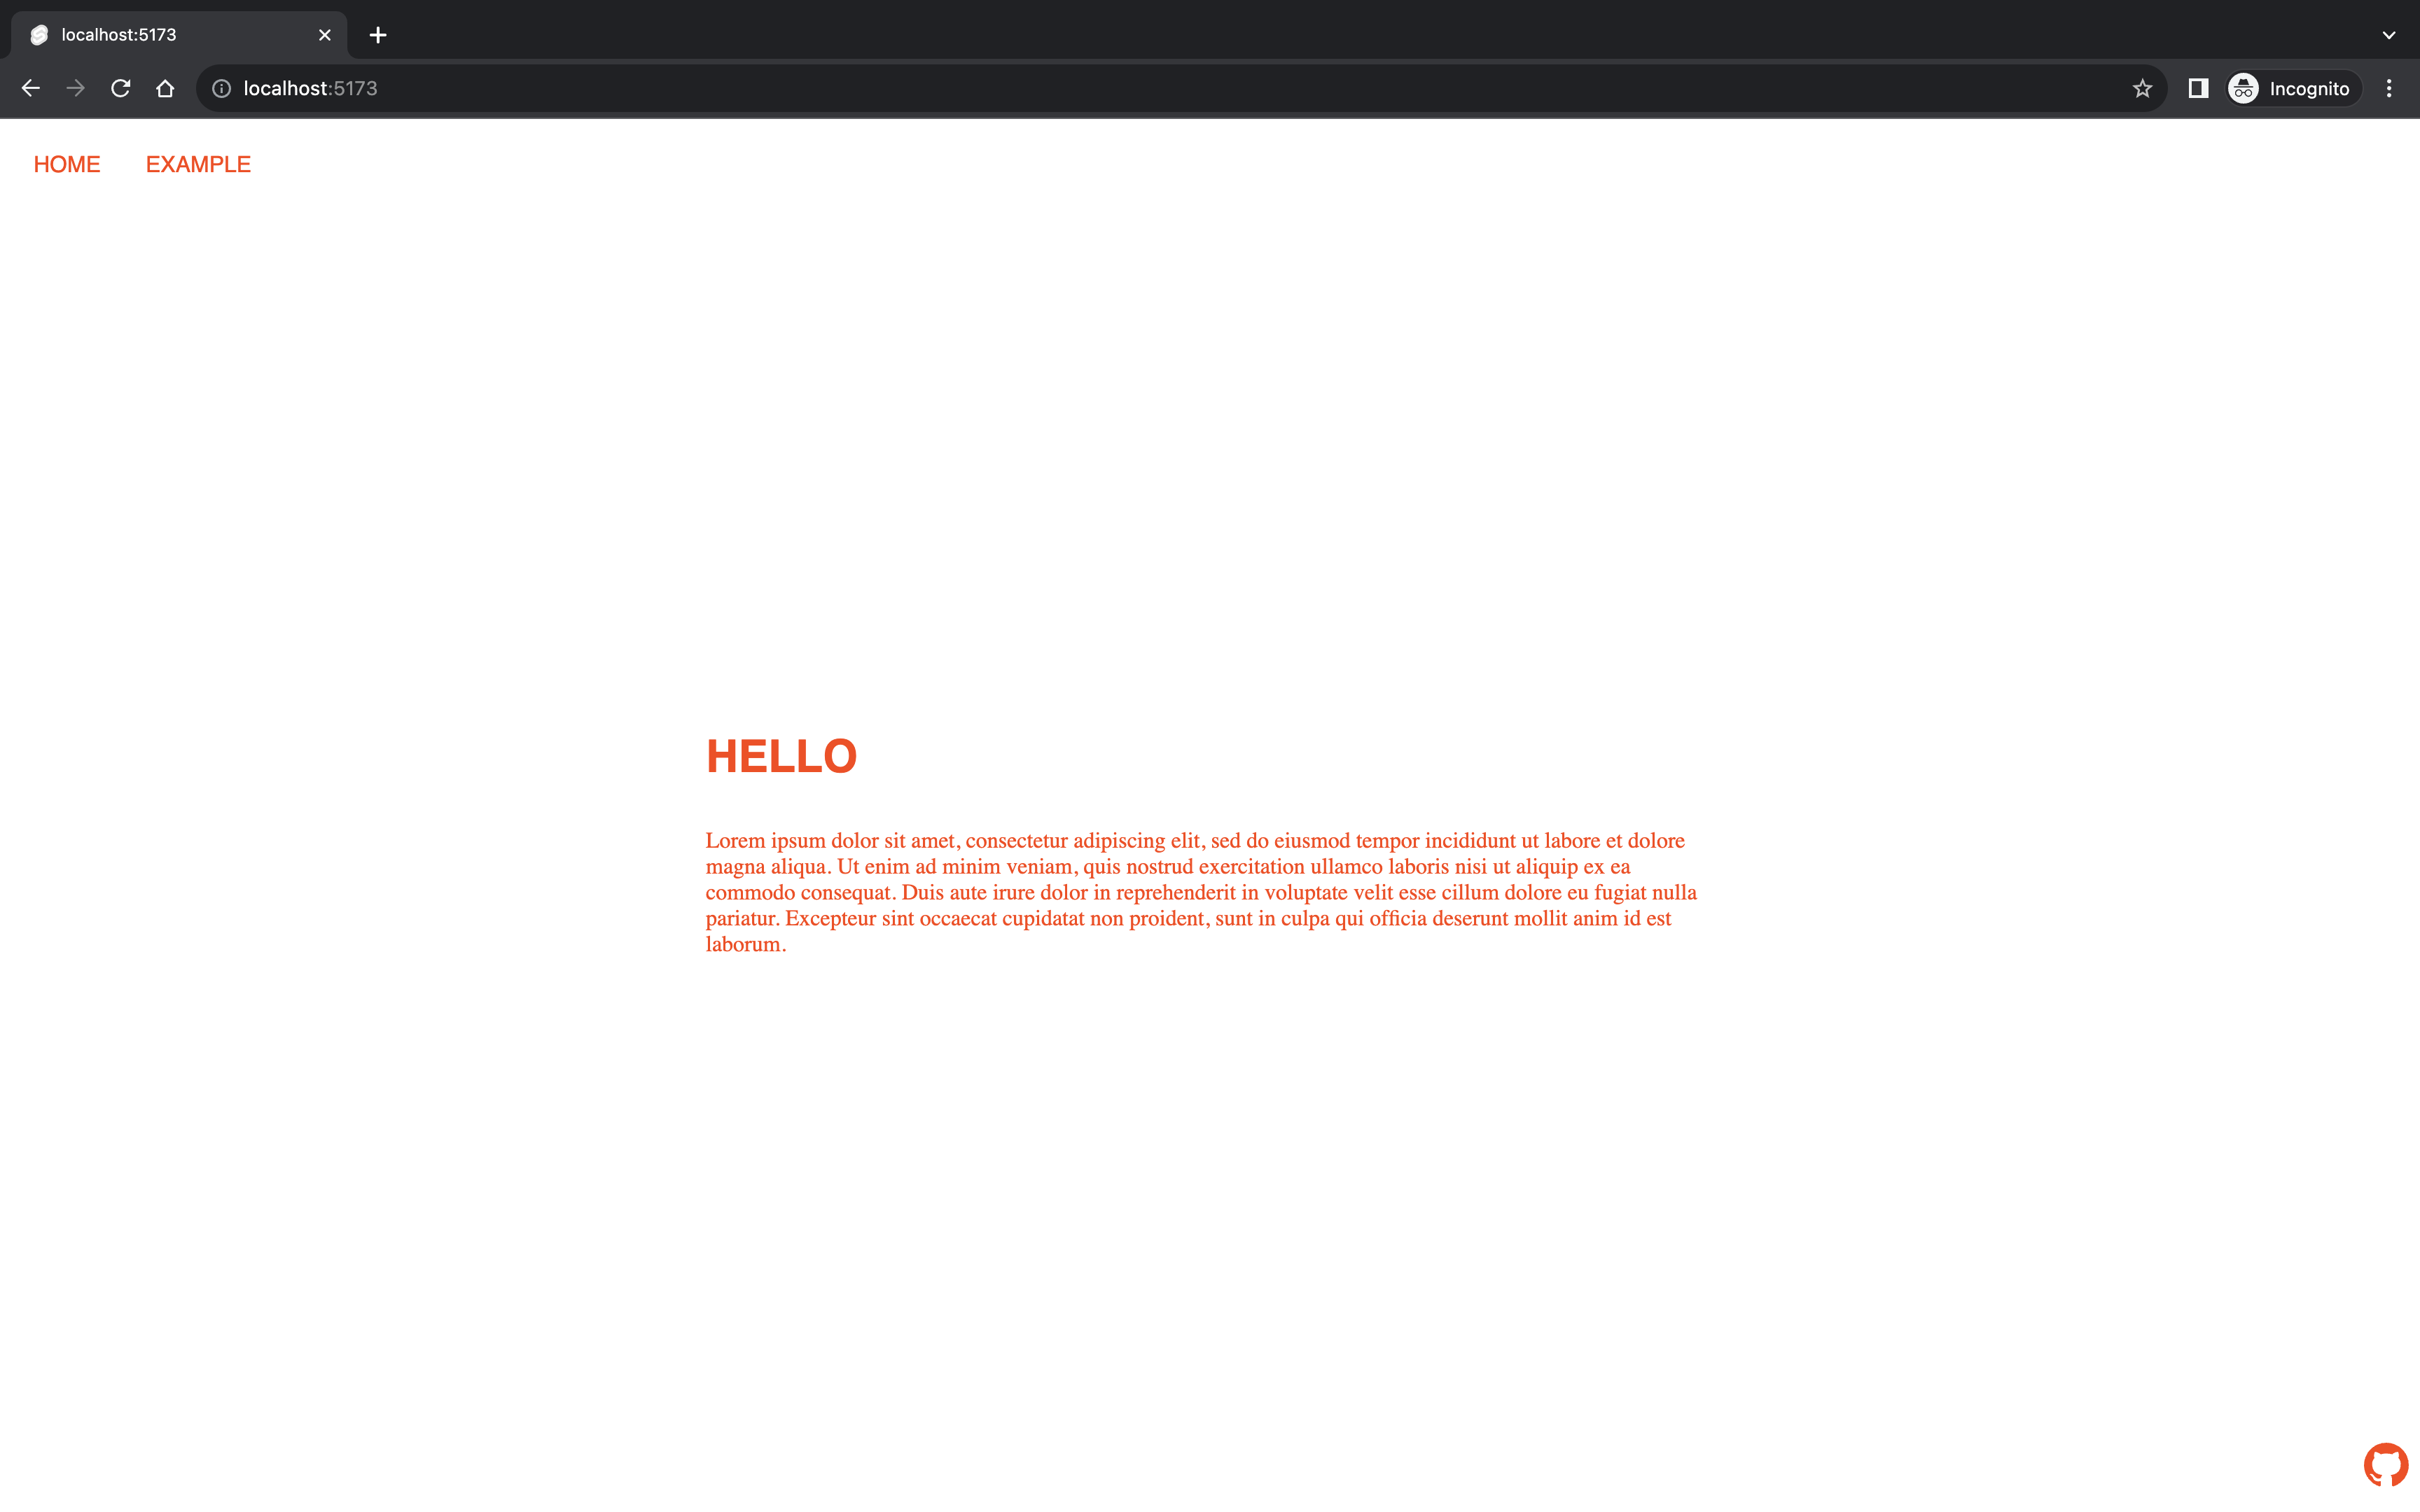 localhost:5173
localhost:5173
Incognito
HOME EXAMPLE
HELLO
Lorem ipsum dolor sit amet, consectetur adipiscing elit, sed do eiusmod tempor incididunt ut labore et dolore
magna aliqua. Ut enim ad minim veniam, quis nostrud exercitation ullamco laboris nisi ut aliquip ex ea
commodo consequat. Duis aute irure dolor in reprehenderit in voluptate velit esse cillum dolore eu fugiat nulla
pariatur. Excepteur sint occaecat cupidatat non proident, sunt in culpa qui officia deserunt mollit anim id est
laborum.